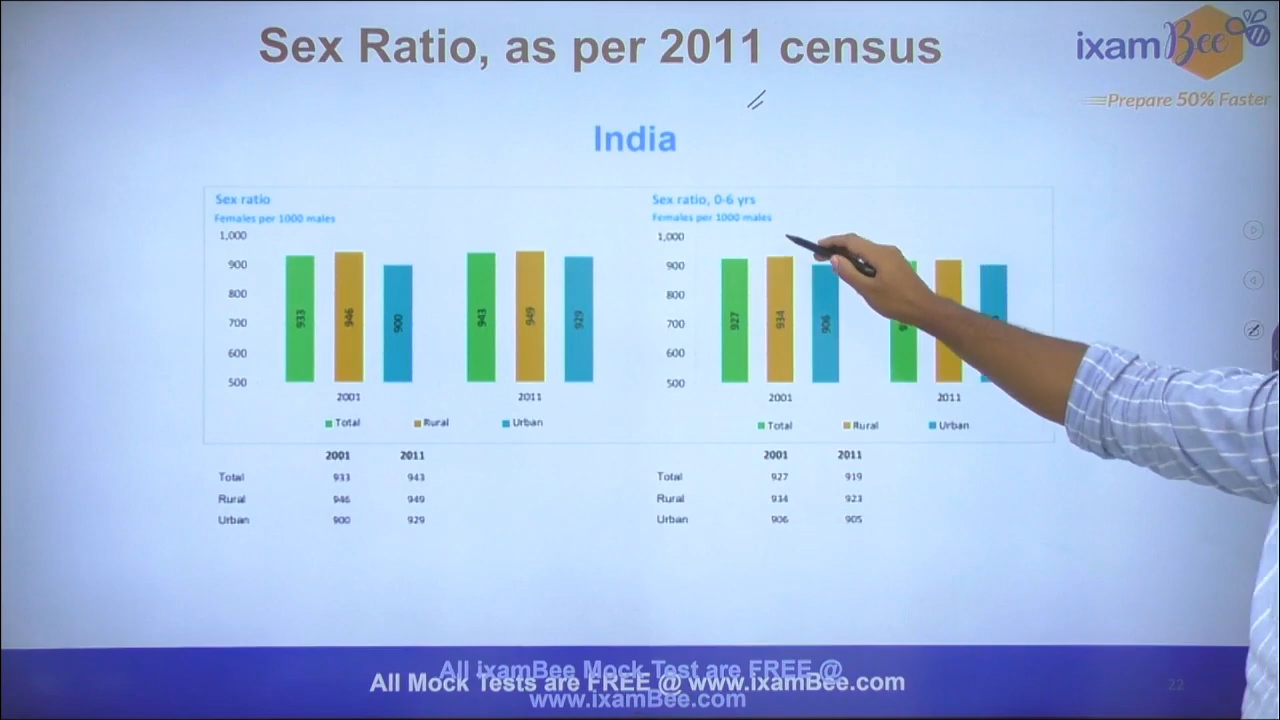 Sex Ratio, as per 2011 census
ixamBee
Prepare 50% Faster
India
Sex ratio
Females per 1000 males
1,000
900
800
700
600
500
933
946
900
943
949
929
2001
2011
Total
Rural
Urban
2001 2011
Total 933 943
Rural 946 949
Urban 900 929
Sex ratio, 0-6 yrs
Females per 1000 males
1,000
900
800
700
600
500
927
934
906
2001
2011
Total
Rural
Urban
2001 2011
Total 927 919
Rural 934 923
Urban 906 905
All ixamBee Mock Test are FREE @
www.ixamBee.com
All Mock Tests are FREE @ www.ixamBee.com
22